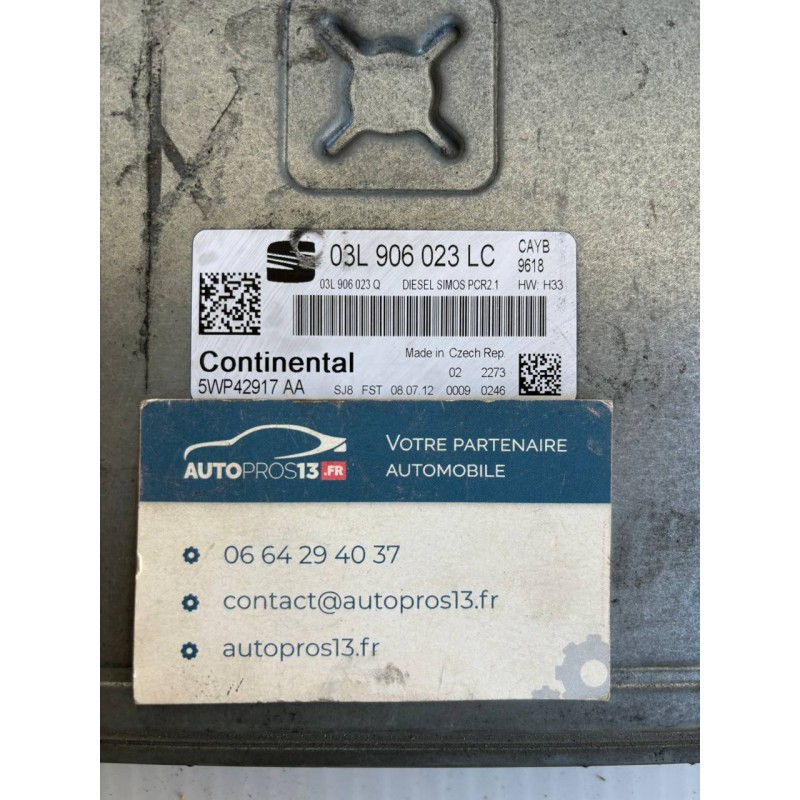 03L 906 023 LC
CAYB
9618
03L 906 023 Q DIESEL SIMOS PCR2.1 HW: H33
Continental
Made in Czech Rep.
02 2273
5WP42917 AA SJ8 FST 08.07.12 0009 0246
AUTOPROS13.FR
VOTRE PARTENAIRE
AUTOMOBILE
06 64 29 40 37
contact@autopros13.fr
autopros13.fr